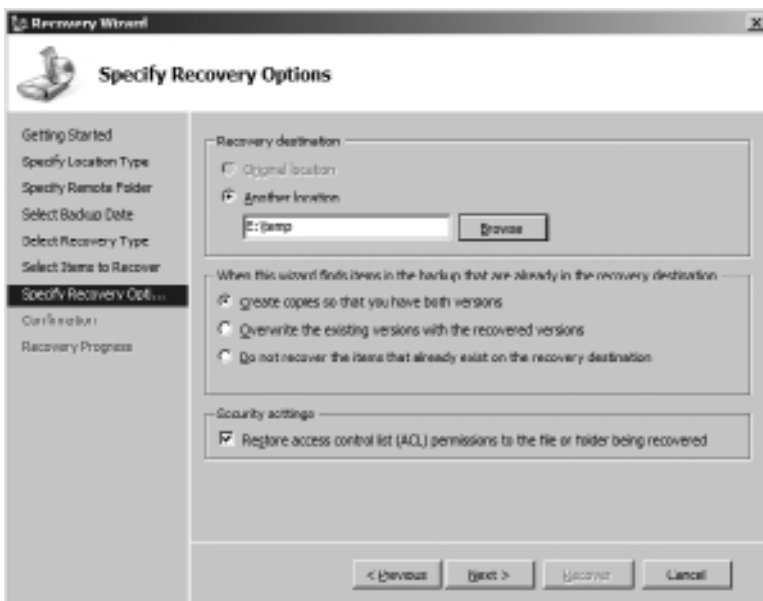 Recovery Wizard
Specify Recovery Options
Getting Started
Specify Location Type
Specify Remote Folder
Select Backup Date
Select Recovery Type
Select Items to Recover
Specify Recovery Opti...
Confirmation
Recovery Progress
Recovery destination
Original location
Another location
E:\temp
Browse
When this wizard finds items in the backup that are already in the recovery destination
Create copies so that you have both versions
Overwrite the existing versions with the recovered versions
Do not recover the items that already exist on the recovery destination
Security settings
Restore access control list (ACL) permissions to the file or folder being recovered
< Previous
Next >
Recover
Cancel